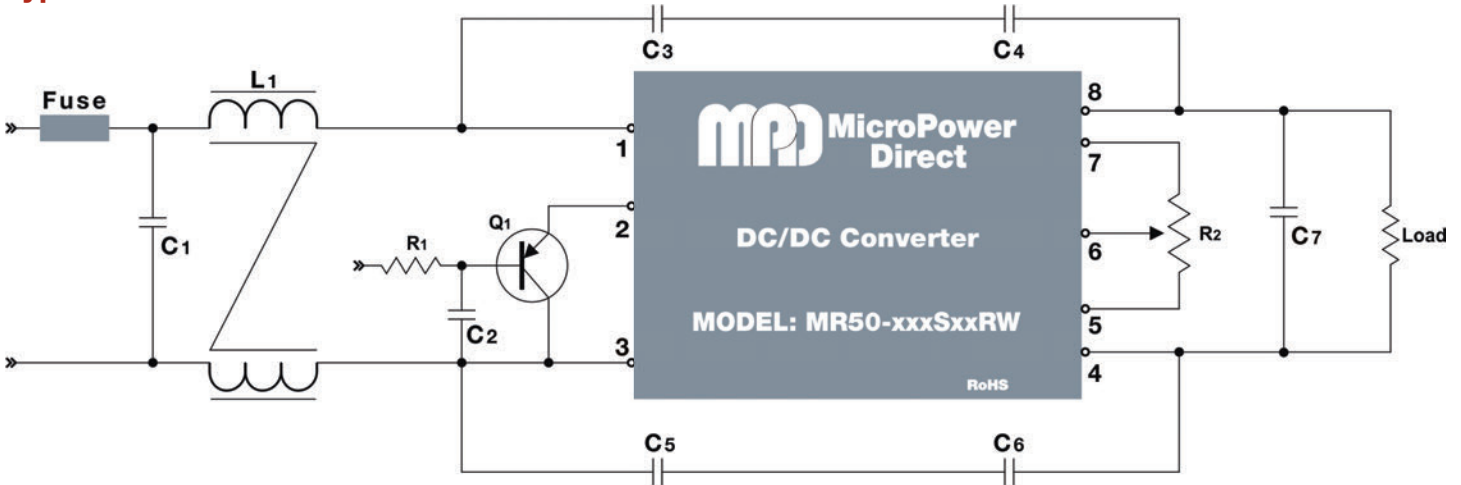 C3
C4
L1
Fuse
8
MPD MicroPower
Direct
1
7
Q1
2
DC/DC Converter
6
R2
C7
Load
C1
R1
MODEL: MR50-xxxSxxRW
5
C2
3
4
RoHS
C5
C6